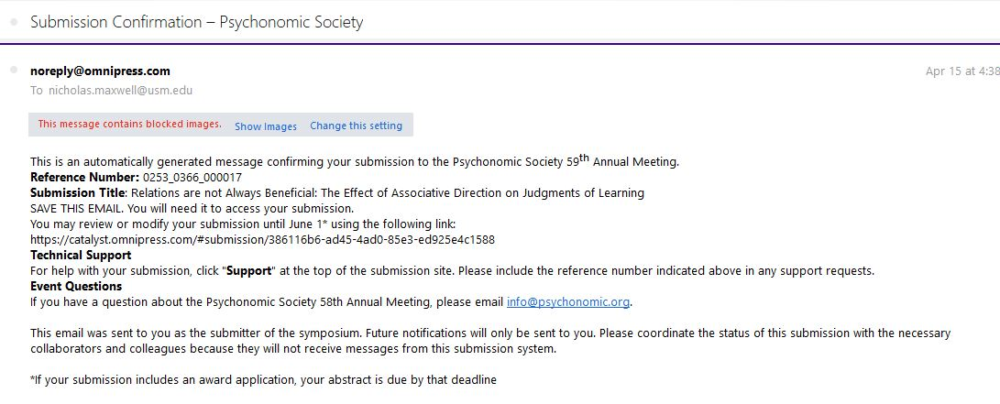 Submission Confirmation – Psychonomic Society
noreply@omnipress.com
Apr 15 at 4:38
To nicholas.maxwell@usm.edu
This message contains blocked images. Show Images Change this setting
This is an automatically generated message confirming your submission to the Psychonomic Society 59th Annual Meeting.
Reference Number: 0253_0366_000017
Submission Title: Relations are not Always Beneficial: The Effect of Associative Direction on Judgments of Learning
SAVE THIS EMAIL. You will need it to access your submission.
You may review or modify your submission until June 1* using the following link:
https://catalyst.omnipress.com/#submission/386116b6-ad45-4ad0-85e3-ed925e4c1588
Technical Support
For help with your submission, click "Support" at the top of the submission site. Please include the reference number indicated above in any support requests.
Event Questions
If you have a question about the Psychonomic Society 58th Annual Meeting, please email info@psychonomic.org.
This email was sent to you as the submitter of the symposium. Future notifications will only be sent to you. Please coordinate the status of this submission with the necessary
collaborators and colleagues because they will not receive messages from this submission system.
*If your submission includes an award application, your abstract is due by that deadline